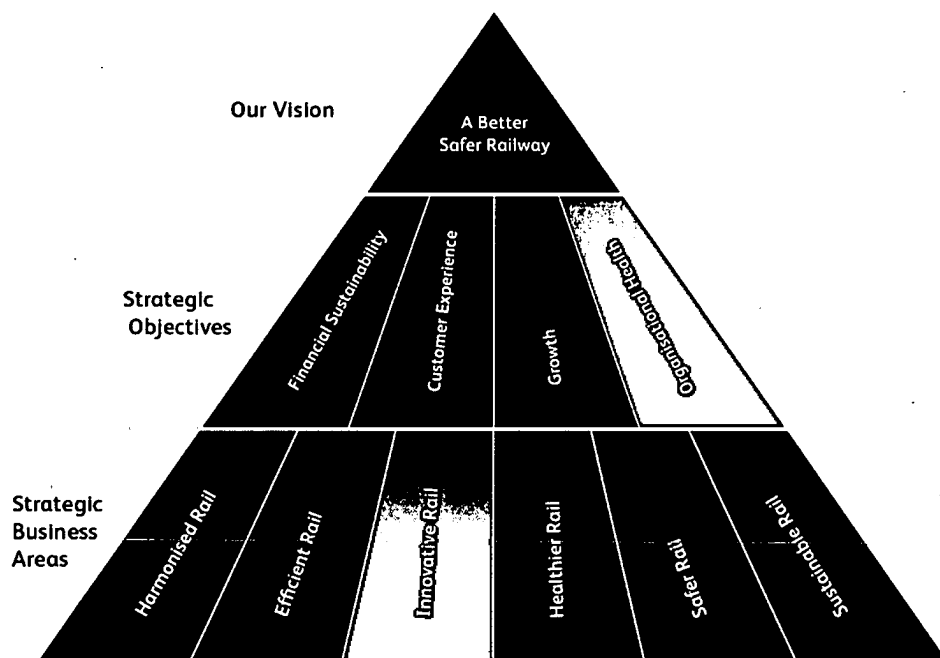 Our Vision
A Better
Safer Railway
Strategic
Objectives
Financial Sustainability
Customer Experience
Growth
Organisational Health
Strategic
Business
Areas
Harmonised Rail
Efficient Rail
Innovative Rail
Healthier Rail
Safer Rail
Sustainable Rail